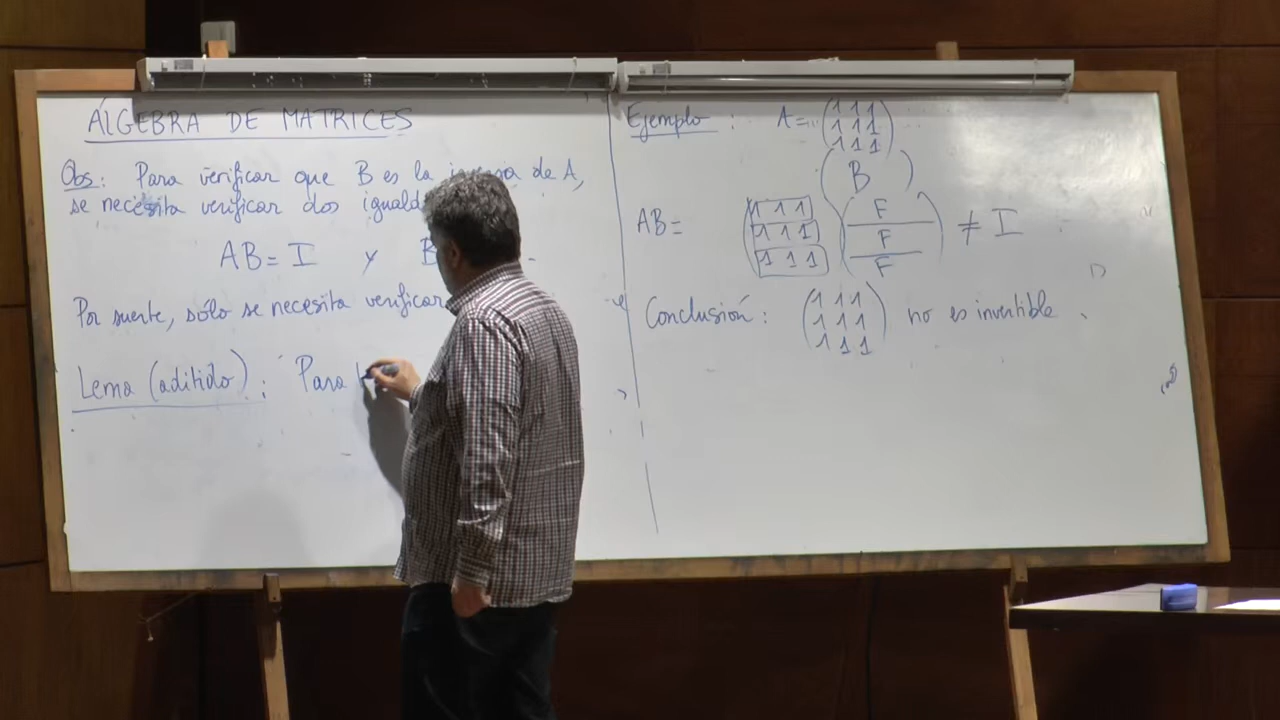 ÁLGEBRA DE MATRICES
Obs: Para verificar que B es la de A,
se necesita verificar dos
AB = I y B
Por suerte, sólo se necesita verificar
Lema (aditido) : Para
Ejemplo : A = (1 1 1
1 1 1
1 1 1)
( B )
AB = (1 1 1
1 1 1
1 1 1) (F
F
F) ≠ I
Conclusión : (1 1 1
1 1 1
1 1 1) no es invertible.